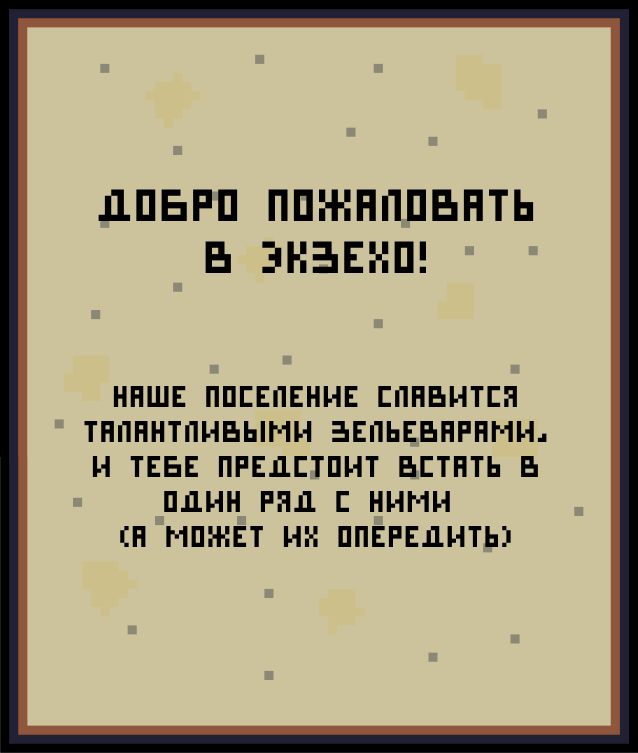 ДОБРО ПОЖАЛОВАТЬ
В ЭКЗЕХО!
НАШЕ ПОСЕЛЕНИЕ СЛАВИТСЯ
ТАЛАНТЛИВЫМИ ЗЕЛЬЕВАРАМИ.
И ТЕБЕ ПРЕДСТОИТ ВСТАТЬ В
ОДИН РЯД С НИМИ
(А МОЖЕТ ИХ ОПЕРЕДИТЬ)